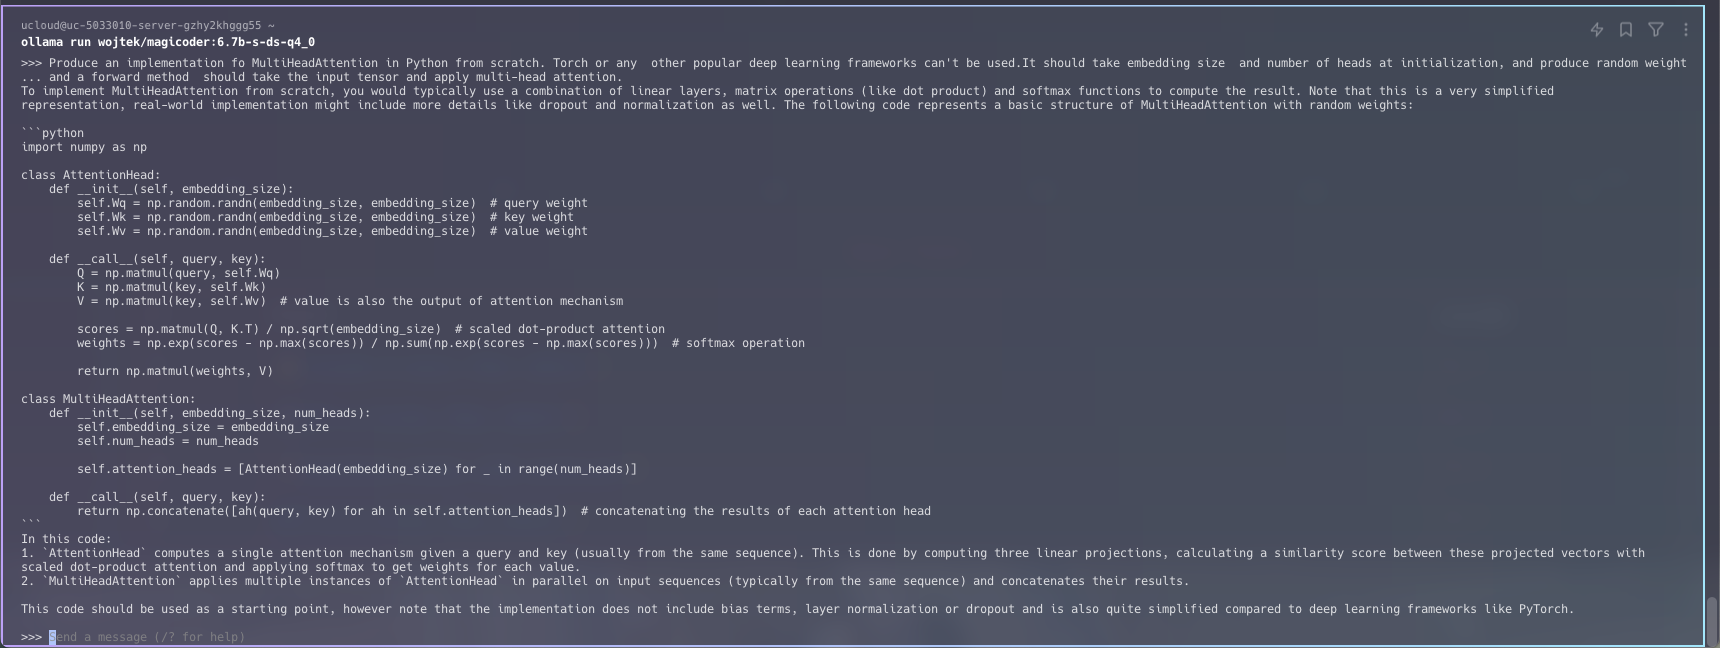 ucloud@uc-5033010-server-gzhy2khggg55 ~
ollama run wojtek/magicoder:6.7b-s-ds-q4_0
>>> Produce an implementation fo MultiHeadAttention in Python from scratch. Torch or any  other popular deep learning frameworks can't be used.It should take embedding size  and number of heads at initialization, and produce random weight
... and a forward method  should take the input tensor and apply multi-head attention.
To implement MultiHeadAttention from scratch, you would typically use a combination of linear layers, matrix operations (like dot product) and softmax functions to compute the result. Note that this is a very simplified
representation, real-world implementation might include more details like dropout and normalization as well. The following code represents a basic structure of MultiHeadAttention with random weights:

```python
import numpy as np

class AttentionHead:
    def __init__(self, embedding_size):
        self.Wq = np.random.randn(embedding_size, embedding_size)  # query weight
        self.Wk = np.random.randn(embedding_size, embedding_size)  # key weight
        self.Wv = np.random.randn(embedding_size, embedding_size)  # value weight

    def __call__(self, query, key):
        Q = np.matmul(query, self.Wq)
        K = np.matmul(key, self.Wk)
        V = np.matmul(key, self.Wv)  # value is also the output of attention mechanism

        scores = np.matmul(Q, K.T) / np.sqrt(embedding_size)  # scaled dot-product attention
        weights = np.exp(scores - np.max(scores)) / np.sum(np.exp(scores - np.max(scores)))  # softmax operation

        return np.matmul(weights, V)

class MultiHeadAttention:
    def __init__(self, embedding_size, num_heads):
        self.embedding_size = embedding_size
        self.num_heads = num_heads

        self.attention_heads = [AttentionHead(embedding_size) for _ in range(num_heads)]

    def __call__(self, query, key):
        return np.concatenate([ah(query, key) for ah in self.attention_heads])  # concatenating the results of each attention head
```
In this code:
1. `AttentionHead` computes a single attention mechanism given a query and key (usually from the same sequence). This is done by computing three linear projections, calculating a similarity score between these projected vectors with
scaled dot-product attention and applying softmax to get weights for each value.
2. `MultiHeadAttention` applies multiple instances of `AttentionHead` in parallel on input sequences (typically from the same sequence) and concatenates their results.

This code should be used as a starting point, however note that the implementation does not include bias terms, layer normalization or dropout and is also quite simplified compared to deep learning frameworks like PyTorch.

>>> Send a message (/? for help)